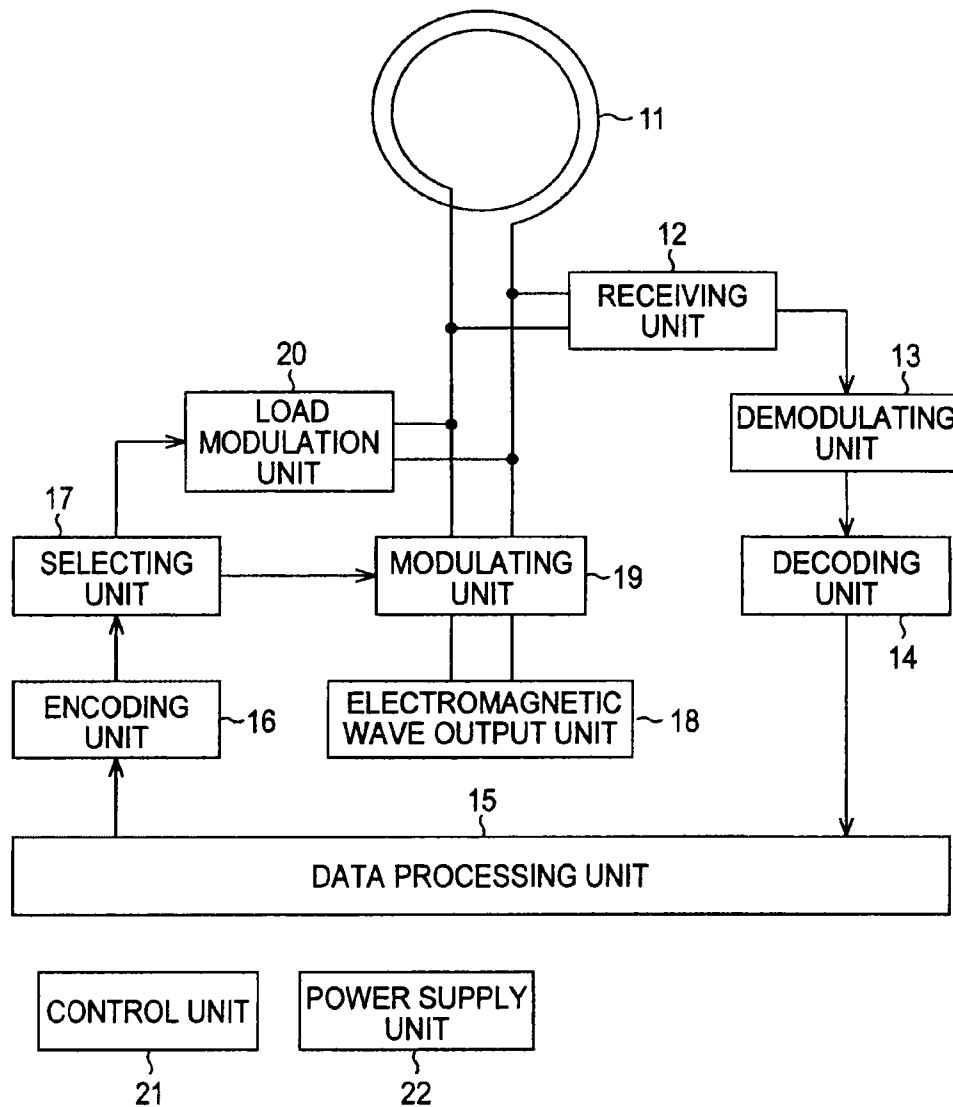 11
12
RECEIVING
UNIT
20
LOAD
MODULATION
UNIT
13
DEMODULATING
UNIT
17
SELECTING
UNIT
MODULATING
UNIT
19
DECODING
UNIT
14
ENCODING
UNIT
16
ELECTROMAGNETIC
WAVE OUTPUT UNIT
18
15
DATA PROCESSING UNIT
CONTROL UNIT
21
POWER SUPPLY
UNIT
22